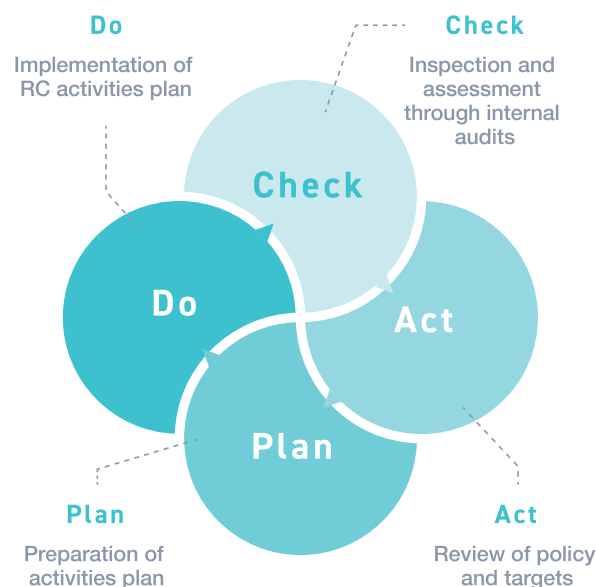 Do
Implementation of
RC activities plan
Check
Inspection and
assessment
through internal
audits
Check
Do
Act
Plan
Plan
Preparation of
activities plan
Act
Review of policy
and targets